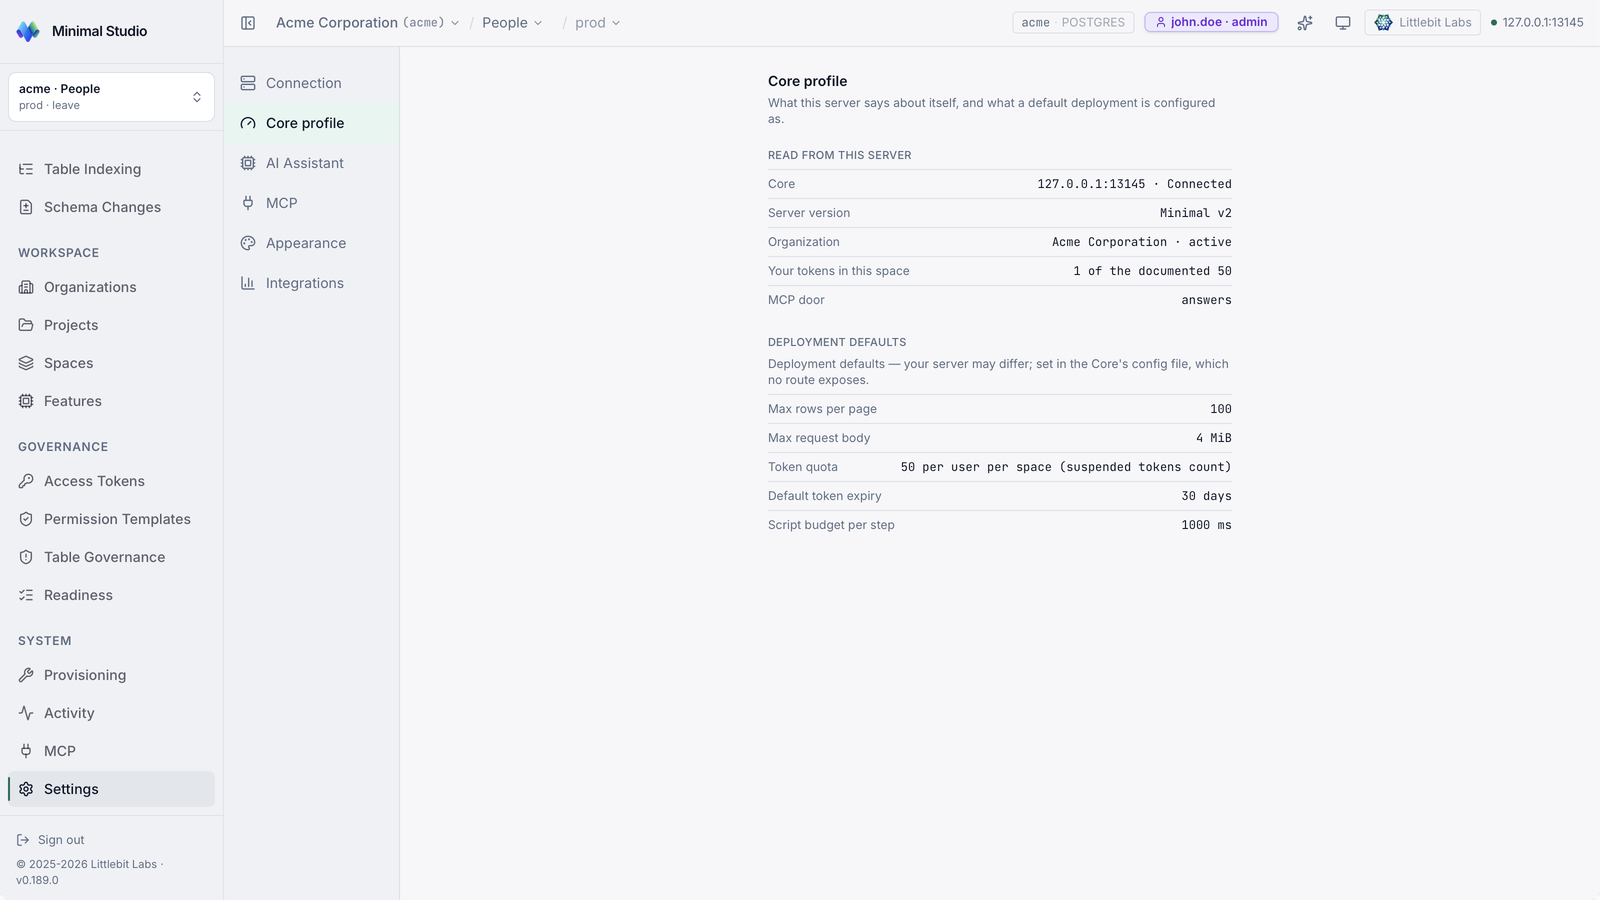 Minimal Studio
acme · People
prod · leave
Table Indexing
Schema Changes
WORKSPACE
Organizations
Projects
Spaces
Features
GOVERNANCE
Access Tokens
Permission Templates
Table Governance
Readiness
SYSTEM
Provisioning
Activity
MCP
Settings
Sign out
© 2025-2026 Littlebit Labs ·
v0.189.0
Acme Corporation (acme) / People / prod
acme · POSTGRES
john.doe · admin
Littlebit Labs
127.0.0.1:13145
Connection
Core profile
AI Assistant
MCP
Appearance
Integrations
Core profile
What this server says about itself, and what a default deployment is configured
as.
READ FROM THIS SERVER
Core 127.0.0.1:13145 · Connected
Server version Minimal v2
Organization Acme Corporation · active
Your tokens in this space 1 of the documented 50
MCP door answers
DEPLOYMENT DEFAULTS
Deployment defaults — your server may differ; set in the Core's config file, which
no route exposes.
Max rows per page 100
Max request body 4 MiB
Token quota 50 per user per space (suspended tokens count)
Default token expiry 30 days
Script budget per step 1000 ms